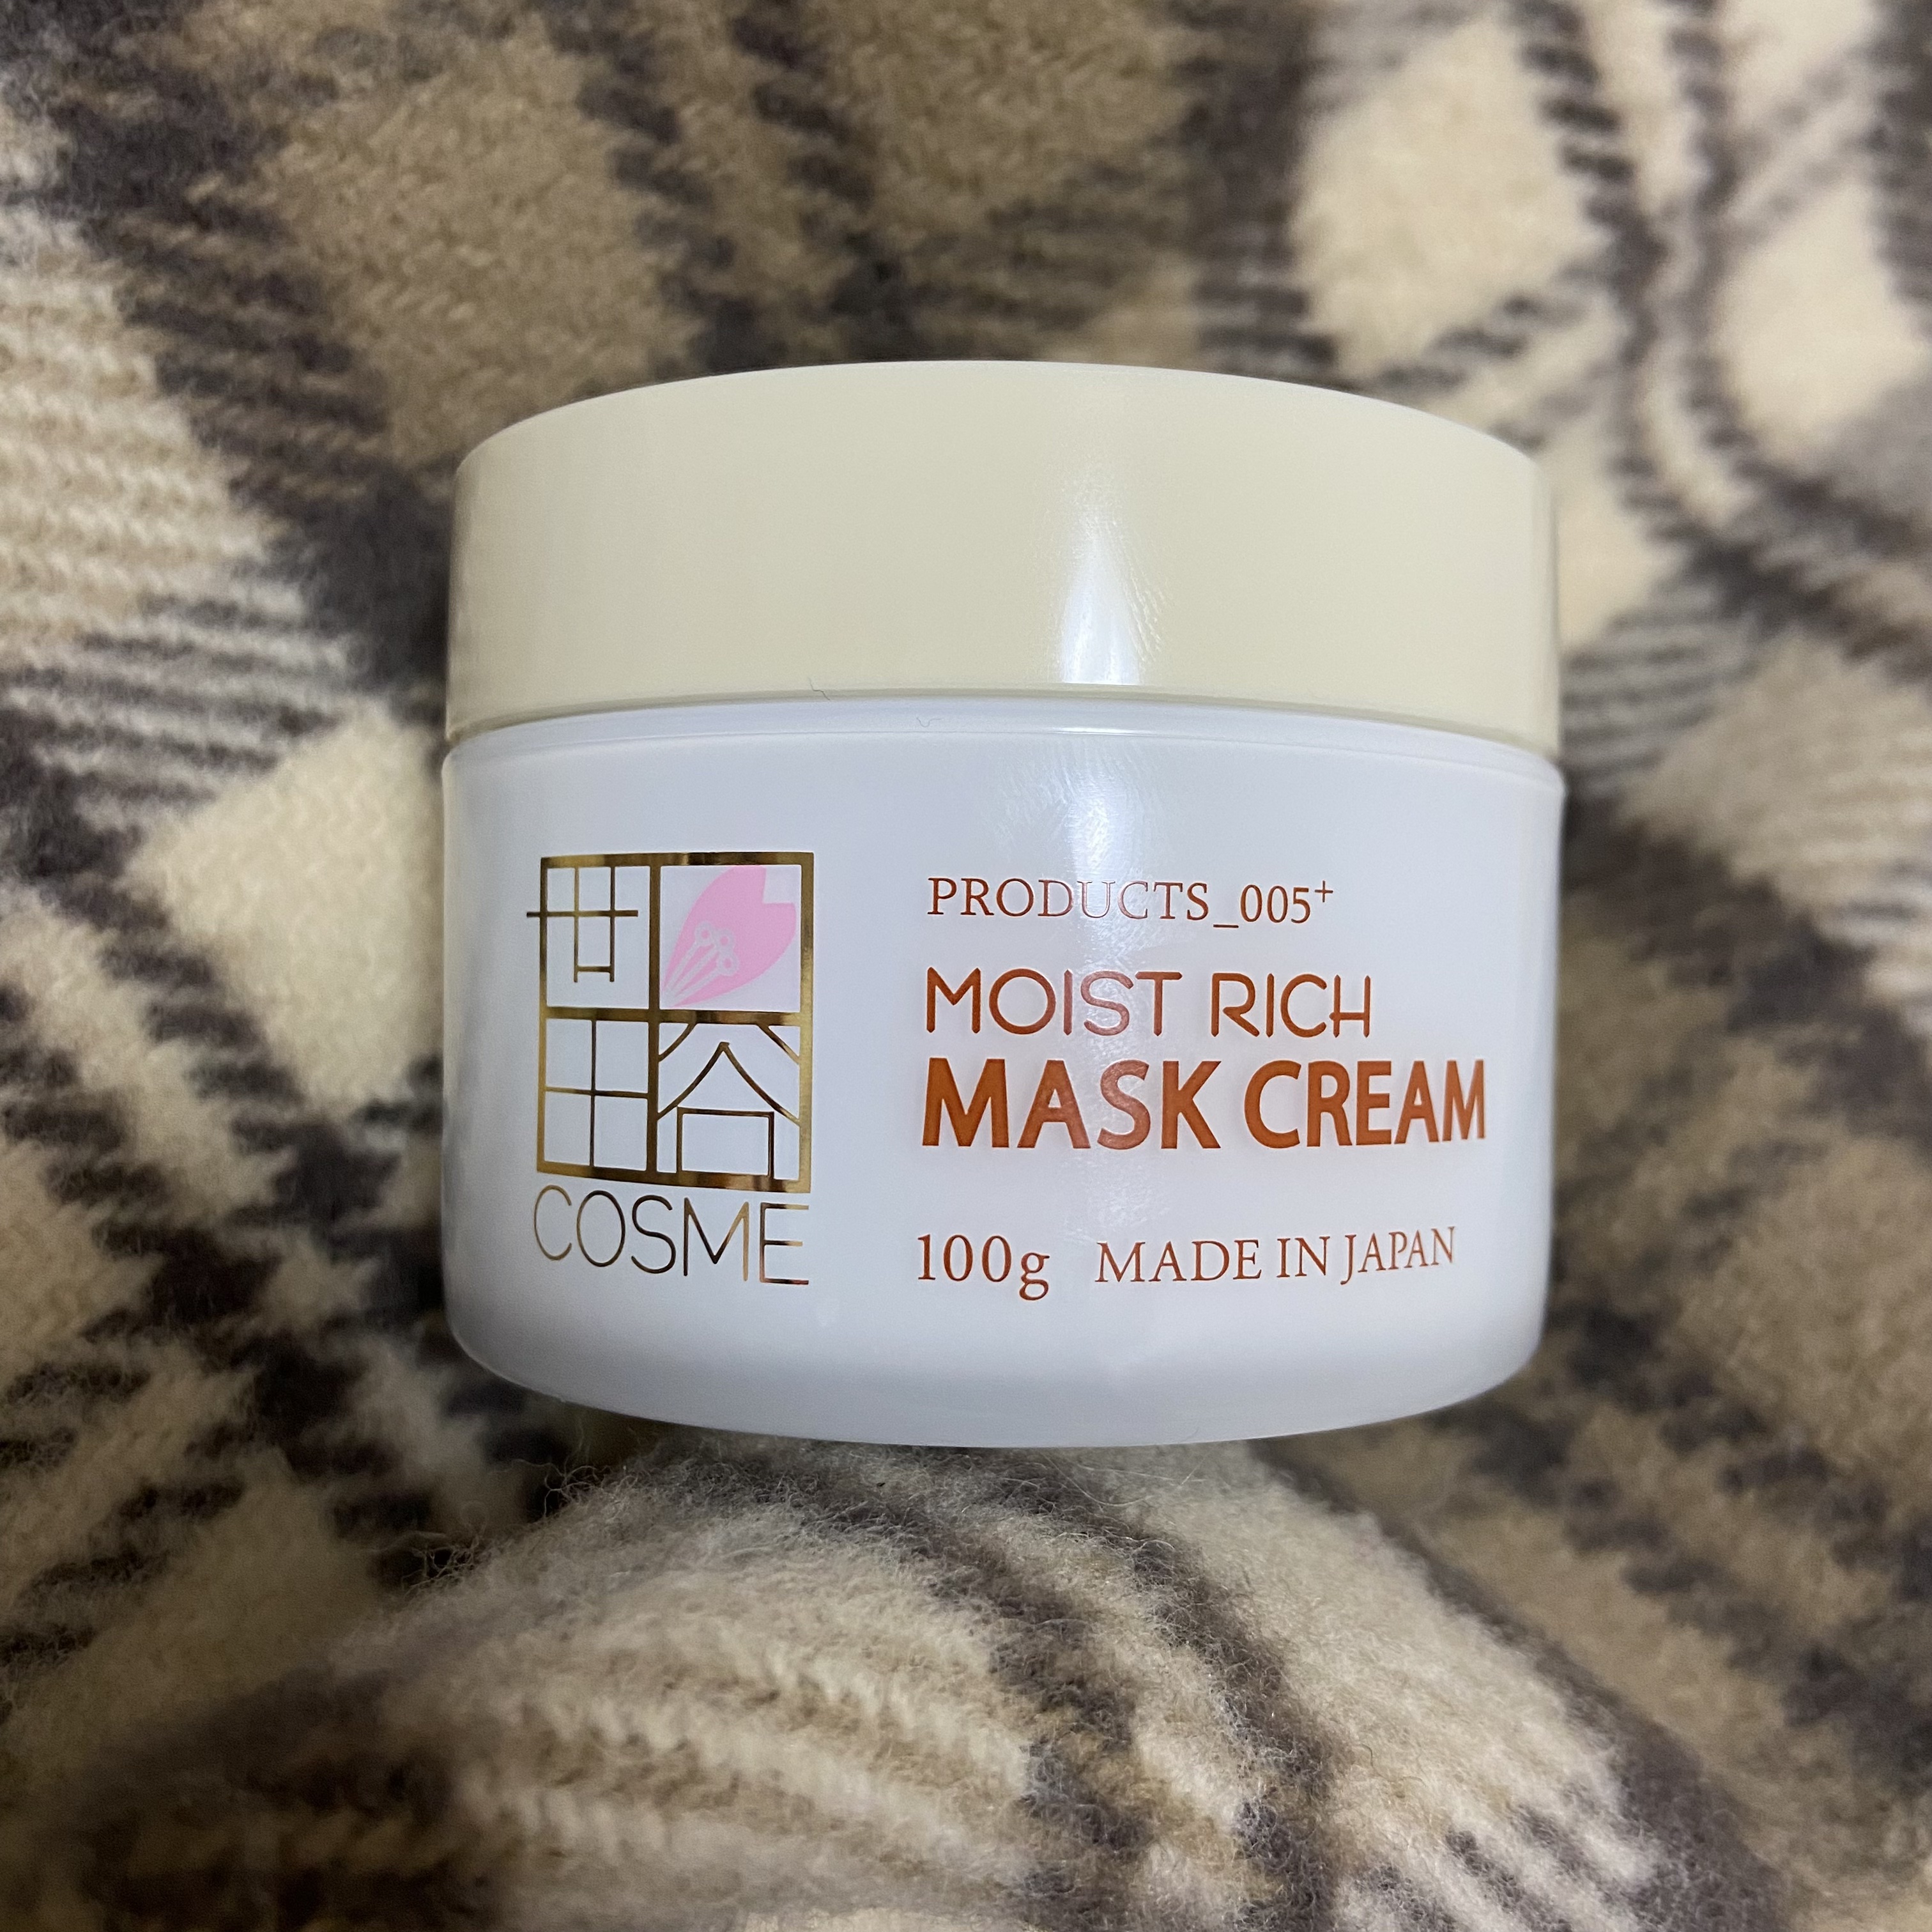 世
田谷
COSME
PRODUCTS_005⁺
MOIST RICH
MASK CREAM
100g MADE IN JAPAN